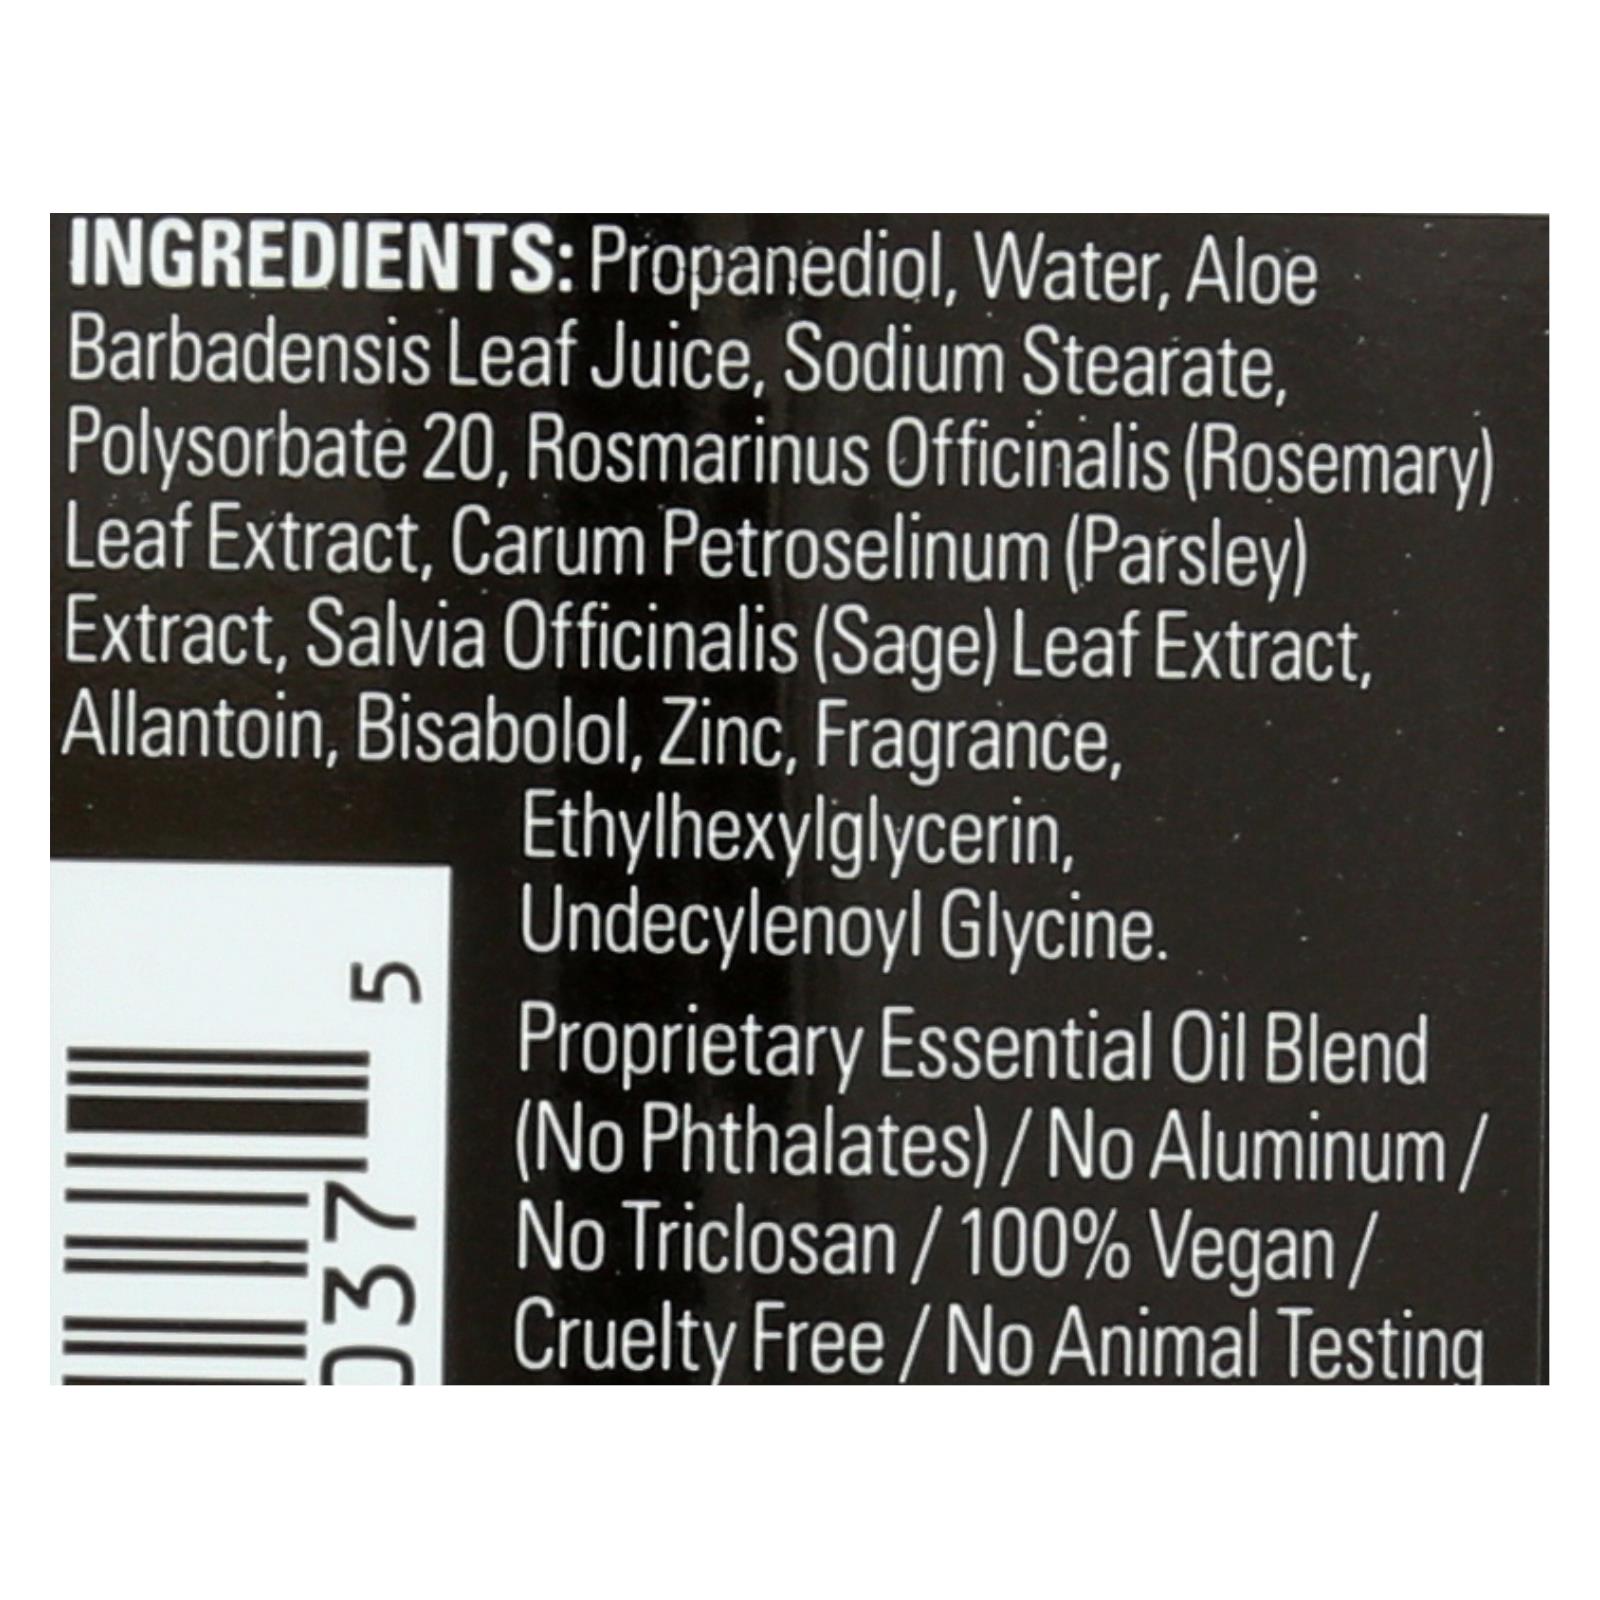 INGREDIENTS: Propanediol, Water, Aloe
Barbadensis Leaf Juice, Sodium Stearate,
Polysorbate 20, Rosmarinus Officinalis (Rosemary)
Leaf Extract, Carum Petroselinum (Parsley)
Extract, Salvia Officinalis (Sage) Leaf Extract,
Allantoin, Bisabolol, Zinc, Fragrance,
Ethylhexylglycerin,
Undecylenoyl Glycine.
Proprietary Essential Oil Blend
(No Phthalates) / No Aluminum /
No Triclosan / 100% Vegan /
Cruelty Free / No Animal Testing
037 5